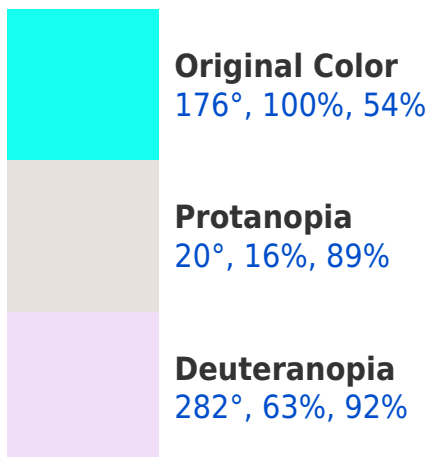 Original Color
176°, 100%, 54%
Protanopia
20°, 16%, 89%
Deuteranopia
282°, 63%, 92%